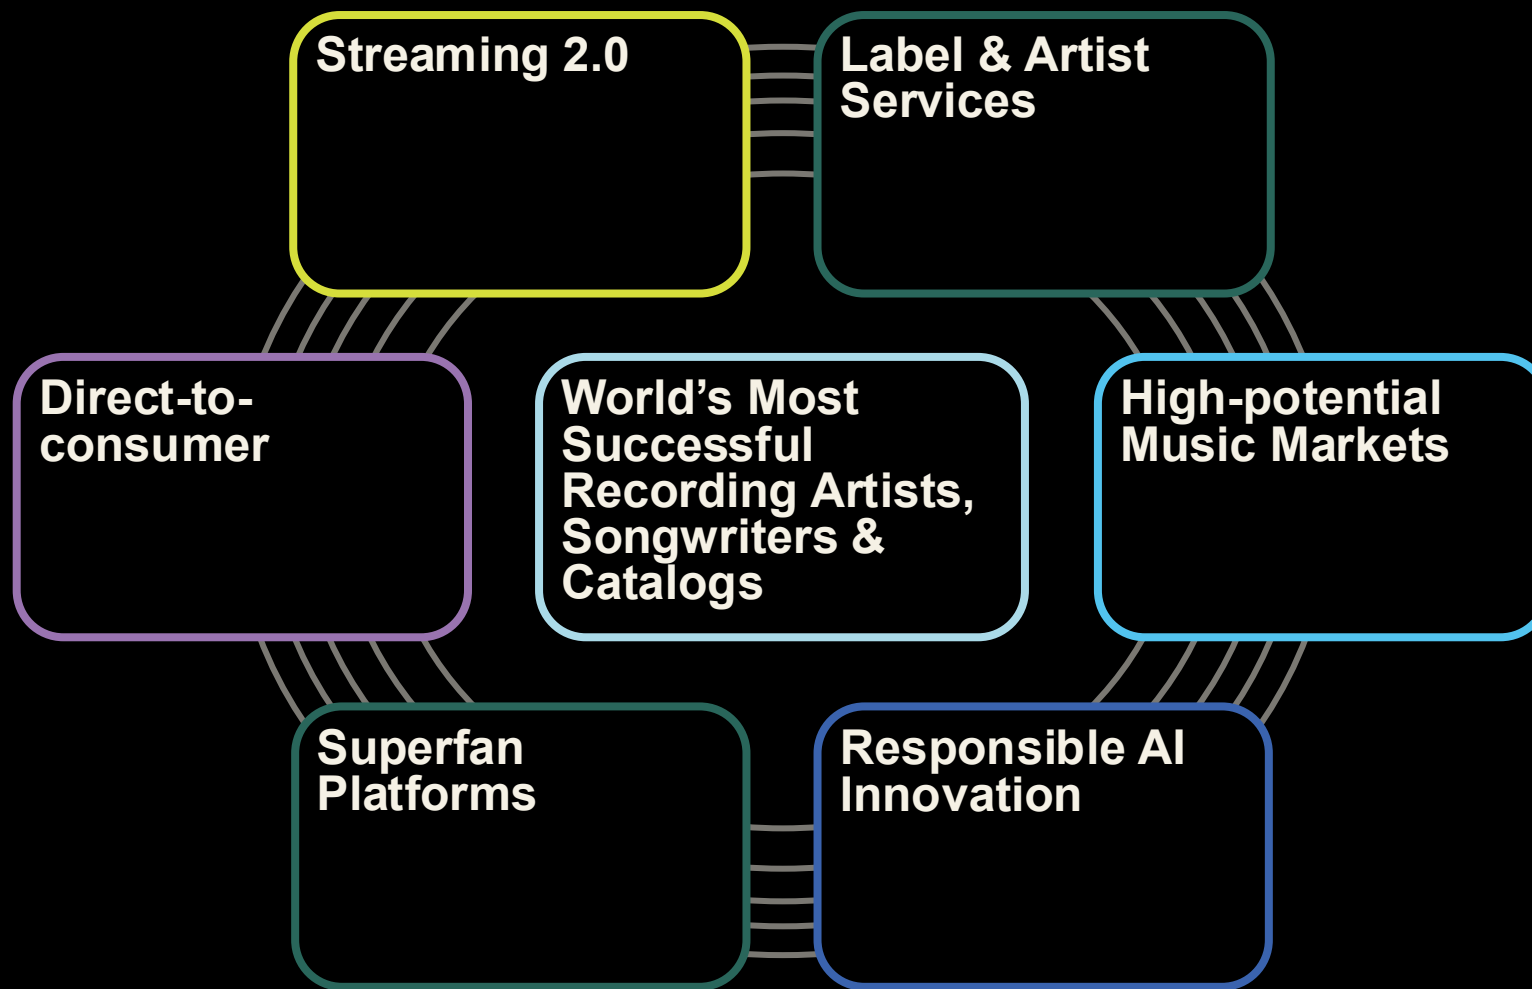 Streaming 2.0
Label & Artist
Services
Direct-to-
consumer
World’s Most
Successful
Recording Artists,
Songwriters &
Catalogs
High-potential
Music Markets
Superfan
Platforms
Responsible AI
Innovation